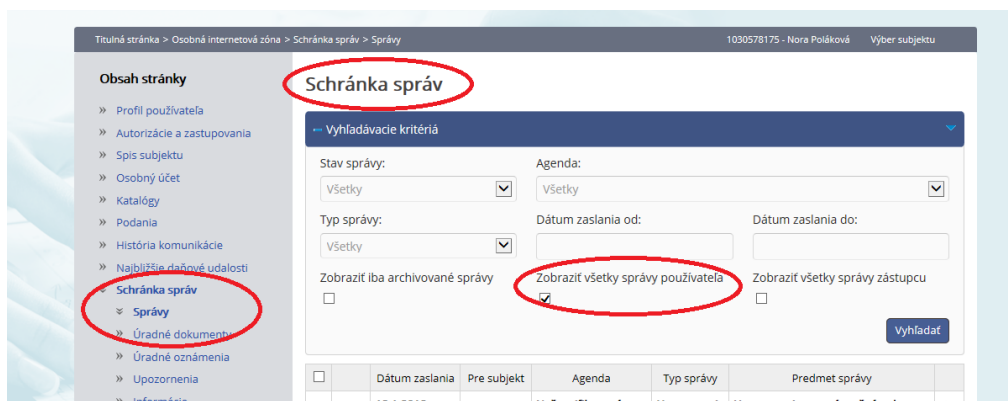 Titulná stránka > Osobná internetová zóna > Schránka správ > Správy 1030578175 - Nora Poláková Výber subjektu
Obsah stránky
» Profil používateľa
» Autorizácie a zastupovania
» Spis subjektu
» Osobný účet
» Katalógy
» Podania
» História komunikácie
» Najbližšie daňové udalosti
Schránka správ
Správy
» Úradné dokumenty
» Úradné oznámenia
» Upozornenia
» Informácie
Schránka správ
Vyhľadávacie kritériá
Stav správy: Agenda:
Všetky Všetky
Typ správy: Dátum zaslania od: Dátum zaslania do:
Všetky
Zobraziť iba archivované správy Zobraziť všetky správy používateľa Zobraziť všetky správy zástupcu
Vyhľadať
Dátum zaslania Pre subjekt Agenda Typ správy Predmet správy